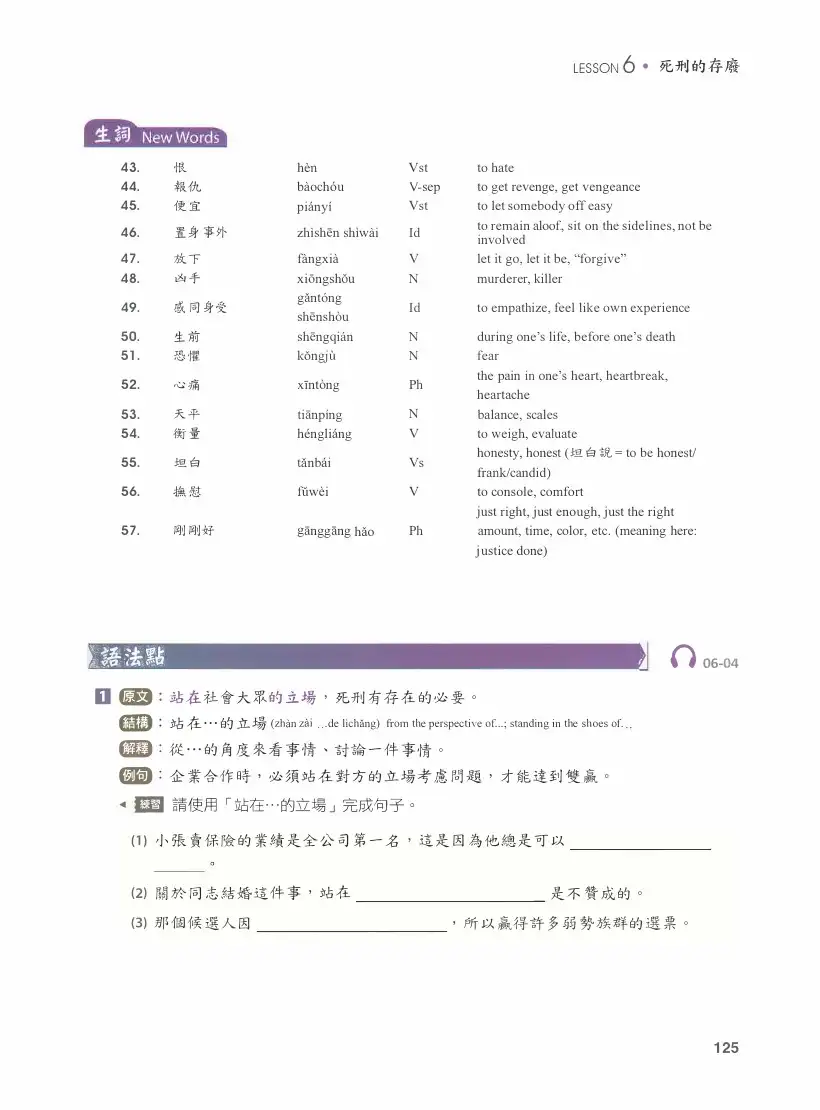 LESSON 6 • 死刑的存廢
生詞 New Words
43. 恨 hèn Vst to hate
44. 報仇 bàochóu V-sep to get revenge, get vengeance
45. 便宜 piányí Vst to let somebody off easy
46. 置身事外 zhìshēn shìwài Id to remain aloof, sit on the sidelines, not be
involved
47. 放下 fàngxià V let it go, let it be, “forgive”
48. 凶手 xiōngshǒu N murderer, killer
49. 感同身受 gǎntóng
shēnshòu Id to empathize, feel like own experience
50. 生前 shēngqián N during one’s life, before one’s death
51. 恐懼 kǒngjù N fear
52. 心痛 xīntòng Ph the pain in one’s heart, heartbreak,
heartache
53. 天平 tiānpíng N balance, scales
54. 衡量 héngliáng V to weigh, evaluate
55. 坦白 tǎnbái Vs honesty, honest (坦白說 = to be honest/
frank/candid)
56. 撫慰 fǔwèi V to console, comfort
57. 剛剛好 gānggāng hǎo Ph just right, just enough, just the right
amount, time, color, etc. (meaning here:
justice done)
語法點
06-04
1 原文：站在社會大眾的立場，死刑有存在的必要。
結構：站在…的立場 (zhàn zài …de lìchǎng) from the perspective of...; standing in the shoes of…
解釋：從…的角度來看事情、討論一件事情。
例句：企業合作時，必須站在對方的立場考慮問題，才能達到雙贏。
◀ 練習 請使用「站在…的立場」完成句子。
(1) 小張賣保險的業績是全公司第一名，這是因為他總是可以 ______________
______。
(2) 關於同志結婚這件事，站在 ____________________ 是不贊成的。
(3) 那個候選人因 ____________________，所以贏得許多弱勢族群的選票。
125